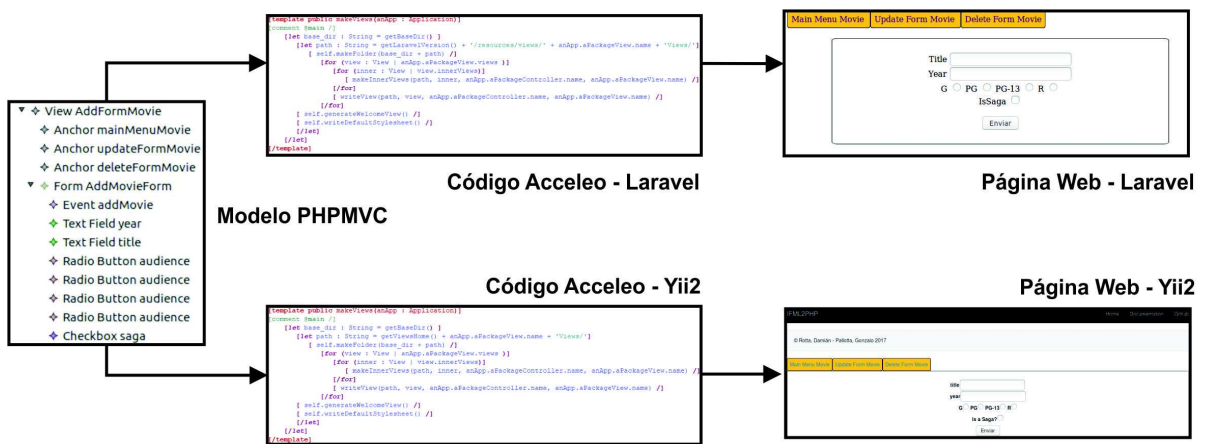 View AddFormMovie
Anchor mainMenuMovie
Anchor updateFormMovie
Anchor deleteFormMovie
Form AddMovieForm
Event addMovie
Text Field year
Text Field title
Radio Button audience
Radio Button audience
Radio Button audience
Radio Button audience
Checkbox saga
Modelo PHPMVC
[template public makeViews(anApp : Application)]
[comment @main /]
[let base_dir : String = getBaseDir() ]
[let path : String = getLaravelVersion() + '/resources/views/' + anApp.aPackageView.name + 'Views/']
[ self.makeFolder(base_dir + path) /]
[for (view : View | anApp.aPackageView.views )]
[for (inner : View | view.innerViews)]
[ makeInnerViews(path, inner, anApp.aPackageController.name, anApp.aPackageView.name) /]
[/for]
[ writeView(path, view, anApp.aPackageController.name, anApp.aPackageView.name) /]
[/for]
[ self.generateWelcomeView() /]
[ self.writeDefaultStylesheet() /]
[/let]
[/let]
[/template]
Código Acceleo - Laravel
Main Menu Movie Update Form Movie Delete Form Movie
Title
Year
G PG PG-13 R
IsSaga
Enviar
Página Web - Laravel
Código Acceleo - Yii2
[template public makeViews(anApp : Application)]
[comment @main /]
[let base_dir : String = getBaseDir() ]
[let path : String = getViewsHome() + anApp.aPackageView.name + 'Views/']
[ self.makeFolder(base_dir + path) /]
[for (view : View | anApp.aPackageView.views )]
[for (inner : View | view.innerViews)]
[ makeInnerViews(path, inner, anApp.aPackageController.name, anApp.aPackageView.name) /]
[/for]
[ writeView(path, view, anApp.aPackageController.name, anApp.aPackageView.name) /]
[/for]
[ self.generateWelcomeView() /]
[ self.writeDefaultStylesheet() /]
[/let]
[/let]
[/template]
Página Web - Yii2
IFML2PHP Home Documentation
© Rotta, Damián - Pallotta, Gonzalo 2017
Main Menu Movie Update Form Movie Delete Form Movie
title
year
G PG PG-13 R
Is a Saga?
Enviar